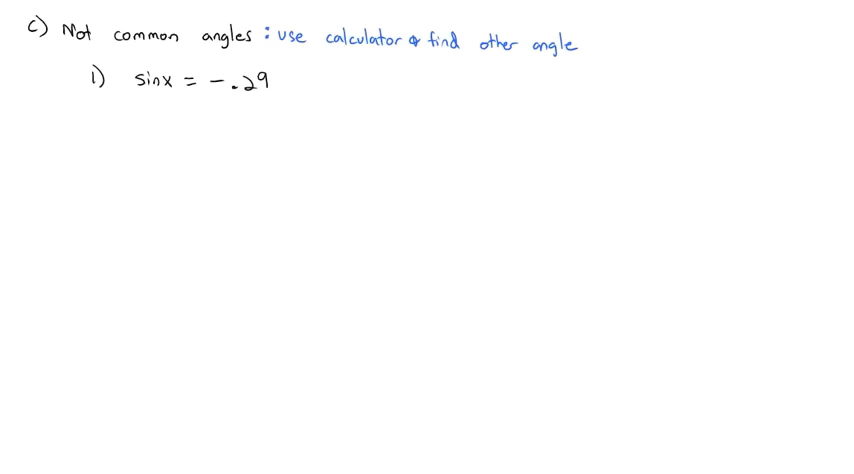 c) Not common angles : use calculator & find other angle
1) sinx = -.29